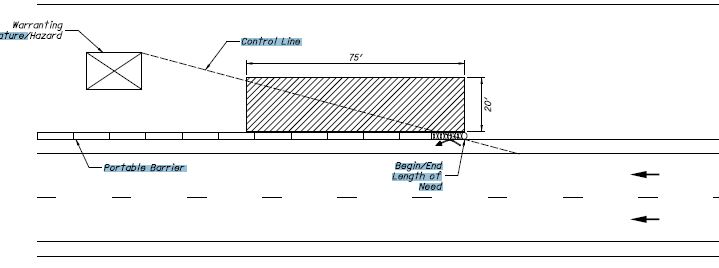 Warranting
ature/Hazard
Control Line
75'
20'
Portable Barrier
Begin/End
Length of
Need